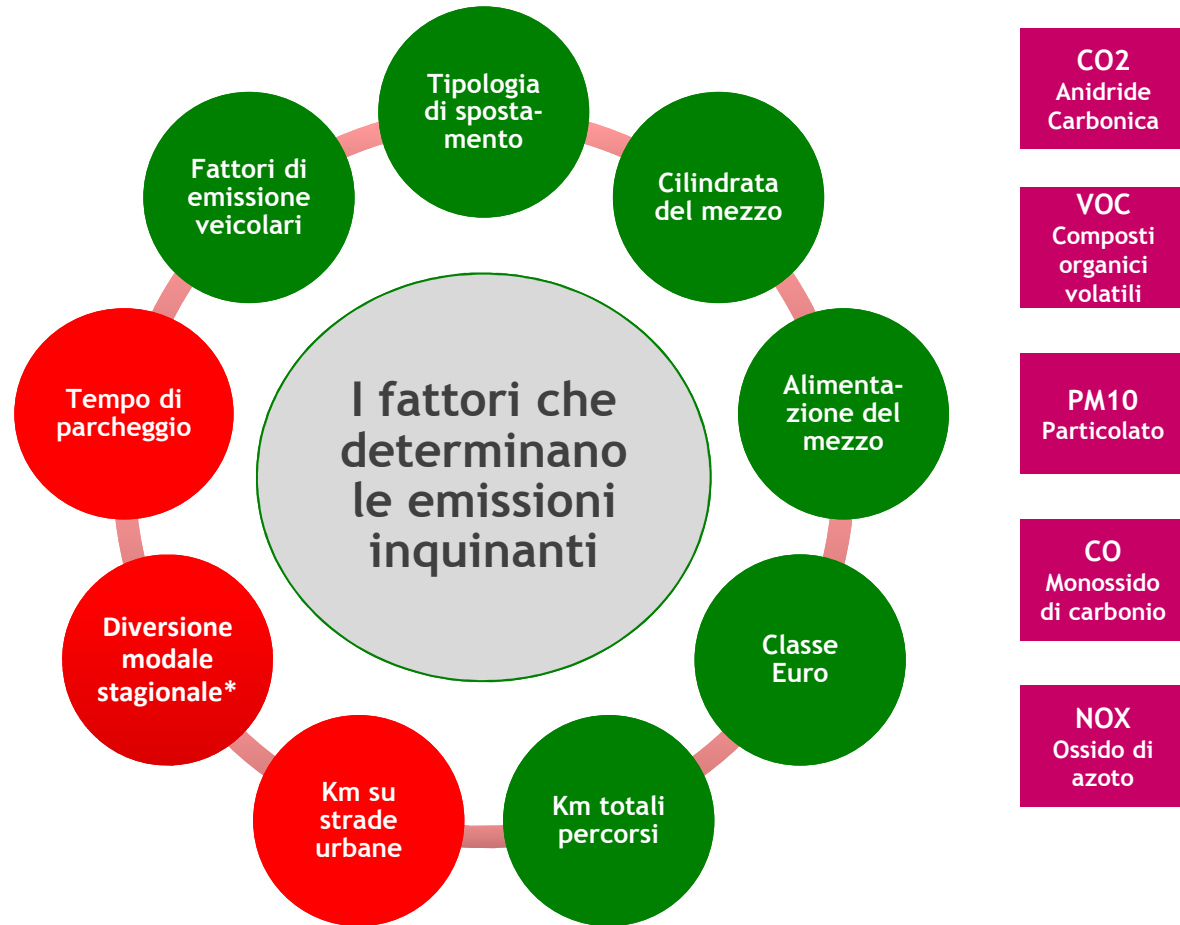 Tipologia
di sposta-
mento
Cilindrata
del mezzo
Alimenta-
zione del
mezzo
Classe
Euro
Km totali
percorsi
Km su
strade
urbane
Diversione
modale
stagionale*
Tempo di
parcheggio
Fattori di
emissione
veicolari
I fattori che
determinano
le emissioni
inquinanti
CO2
Anidride
Carbonica
VOC
Composti
organici
volatili
PM10
Particolato
CO
Monossido
di carbonio
NOX
Ossido di
azoto